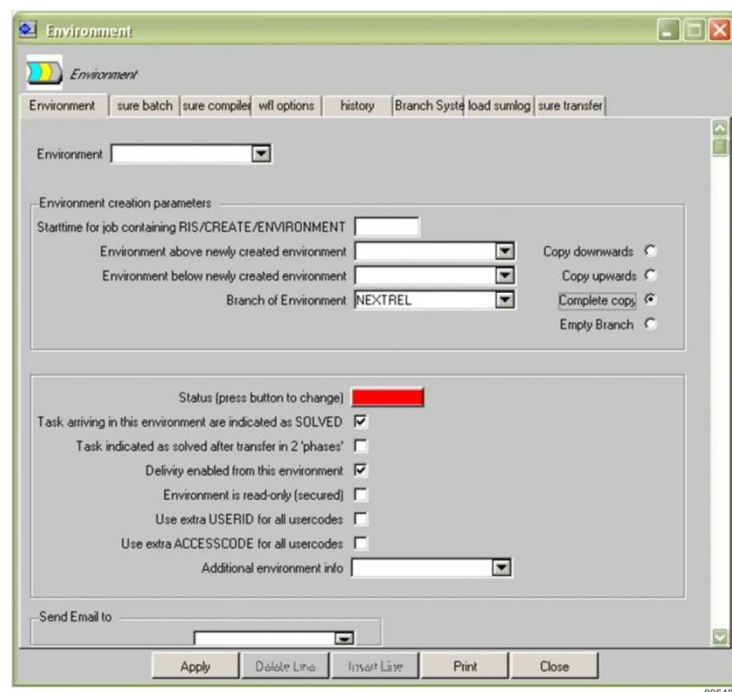 Environment
Environment
Environment sure batch sure compiler wfl options history Branch Syste load sumlog sure transfer
Environment
Environment creation parameters
Starttime for job containing RIS/CREATE/ENVIRONMENT
Environment above newly created environment Copy downwards
Environment below newly created environment Copy upwards
Branch of Environment NEXTREL Complete copy
Empty Branch
Status (press button to change)
Task arriving in this environment are indicated as SOLVED
Task indicated as solved after transfer in 2 'phases'
Delivity enabled from this environment
Environment is read-only (secured)
Use extra USERID for all usercodes
Use extra ACCESSCODE for all usercodes
Additional environment info
Send Email to
Apply Delete Line Insert Line Print Close